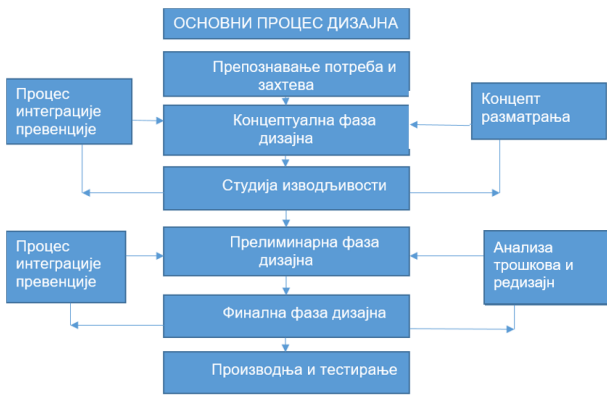 ОСНОВНИ ПРОЦЕС ДИЗАЈНА
Препознавање потреба и
захтева
Процес
интеграције
превенције
Концептуална фаза
дизајна
Концепт
разматрања
Студија изводљивости
Процес
интеграције
превенције
Прелиминарна фаза
дизајна
Анализа
трошкова и
редизајн
Финална фаза дизајна
Производња и тестирање